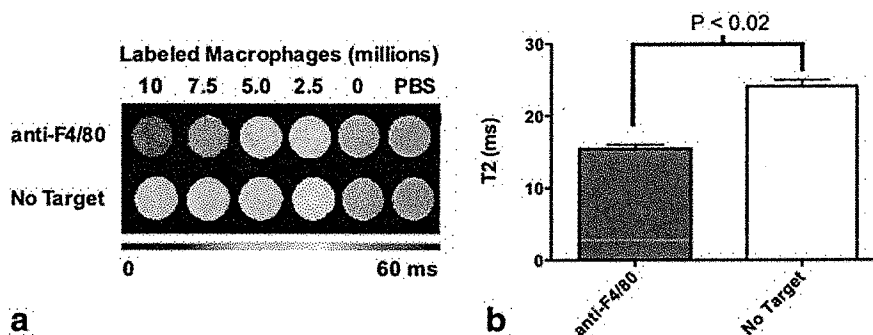 Labeled Macrophages (millions)
10 7.5 5.0 2.5 0 PBS
anti-F4/80
No Target
0 60 ms
a
P < 0.02
30
20
10
0
T2 (ms)
anti-F4/80
No Target
b